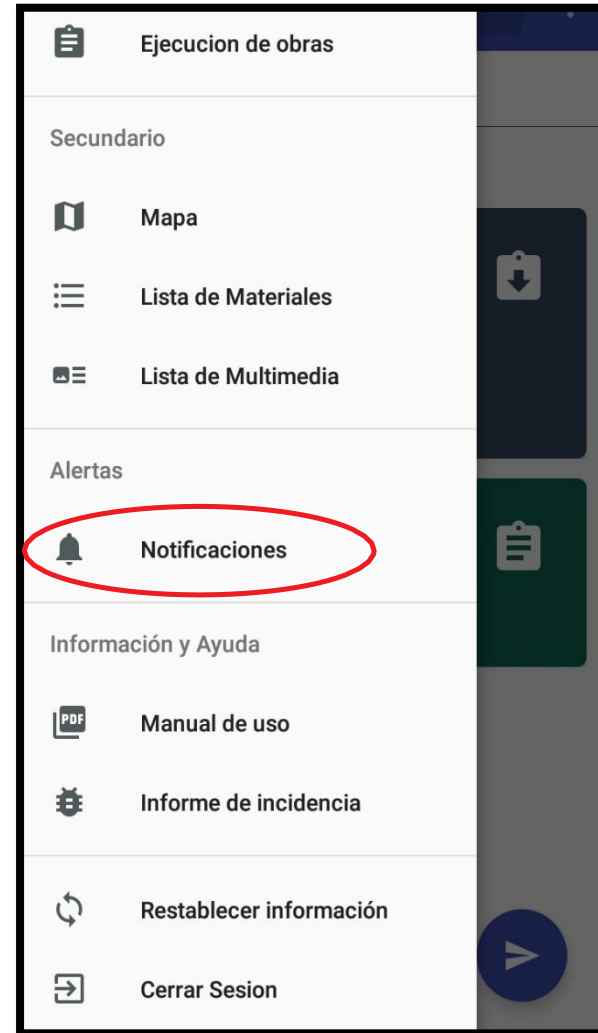 Ejecucion de obras
Secundario
Mapa
Lista de Materiales
Lista de Multimedia
Alertas
Notificaciones
Información y Ayuda
PDF
Manual de uso
Informe de incidencia
Restablecer información
Cerrar Sesion